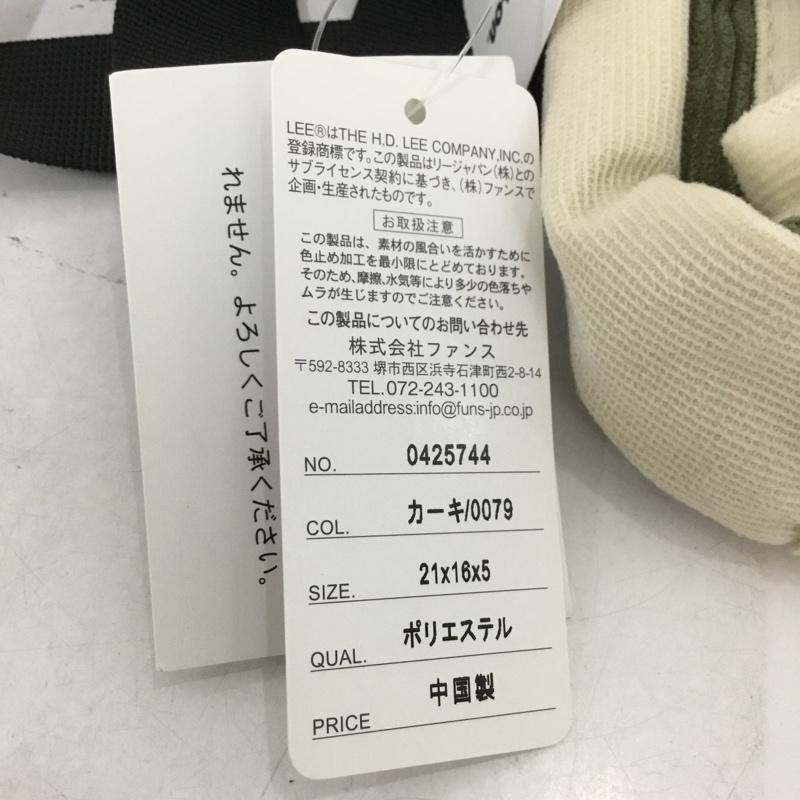 LEE®はTHE H.D. LEE COMPANY,INC.の
登録商標です。この製品はリージャパン(株)との
サブライセンス契約に基づき、(株)ファンスで
企画・生産されたものです。
お取扱注意
この製品は、素材の風合いを活かすために
色止め加工を最小限にとどめております。
そのため、摩擦、水気等により多少の色落ちや
ムラが生じますのでご注意ください。
この製品についてのお問い合わせ先
株式会社ファンス
〒592-8333 堺市西区浜寺石津町西2-8-14
TEL.072-243-1100
e-mailaddress:info@funs-jp.co.jp
NO. 0425744
COL. カーキ/0079
SIZE. 21x16x5
QUAL. ポリエステル
PRICE 中国製
れません。よろしくご了承ください。